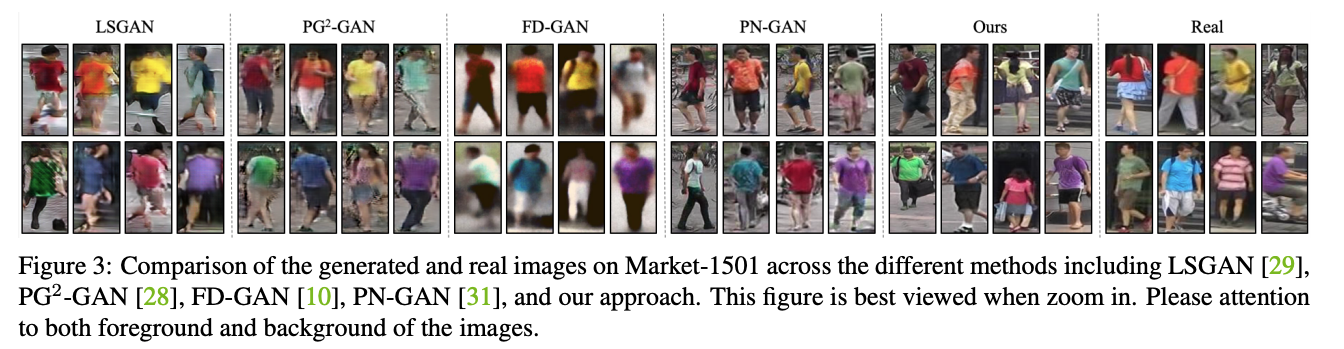 LSGAN PG²-GAN FD-GAN PN-GAN Ours Real
Figure 3: Comparison of the generated and real images on Market-1501 across the different methods including LSGAN [29],
PG²-GAN [28], FD-GAN [10], PN-GAN [31], and our approach. This figure is best viewed when zoom in. Please attention
to both foreground and background of the images.